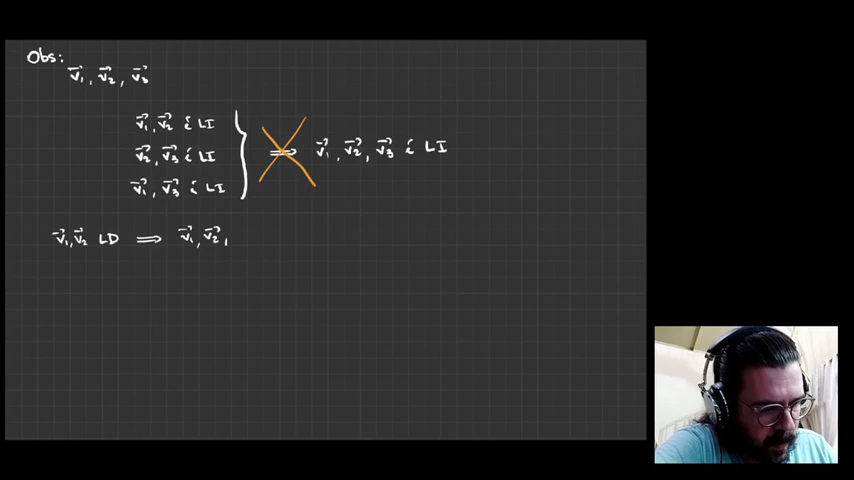 Obs:
v⃗₁, v⃗₂, v⃗₃
v⃗₁, v⃗₂ é LI
v⃗₂, v⃗₃ é LI
v⃗₁, v⃗₃ é LI
⟹ v⃗₁, v⃗₂, v⃗₃ é LI
v⃗₁, v⃗₂ LD ⟹ v⃗₁, v⃗₂,